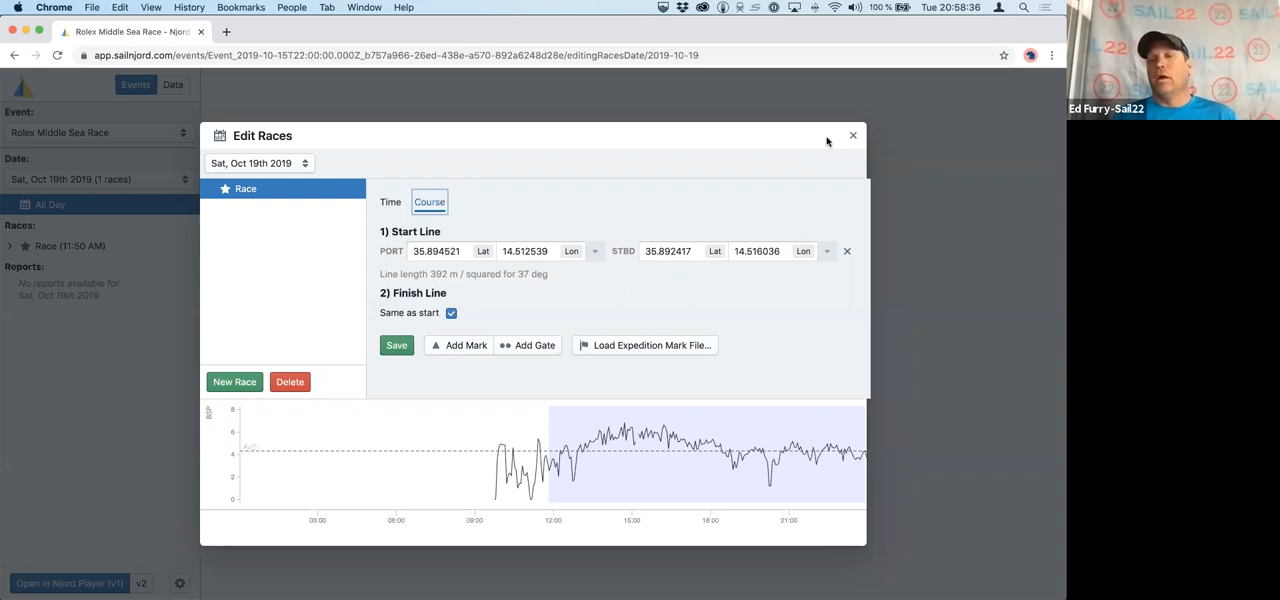 Chrome File Edit View History Bookmarks People Tab Window Help 100 % Tue 20:58:36
Rolex Middle Sea Race - Njord
app.sailnjord.com/events/Event_2019-10-15T22:00:00.000Z_b757a966-26ed-438e-a570-892a6248d28e/editingRacesDate/2019-10-19
Events Data
Event:
Rolex Middle Sea Race
Date:
Sat, Oct 19th 2019 (1 races)
All Day
Races:
Race (11:50 AM)
Reports:
No reports available for
Sat, Oct 19th 2019
Open in Njord Player (v1) v2
Edit Races
Sat, Oct 19th 2019
Race
New Race Delete
Time Course
1) Start Line
PORT 35.894521 Lat 14.512539 Lon STBD 35.892417 Lat 14.516036 Lon
Line length 392 m / squared for 37 deg
2) Finish Line
Same as start
Save Add Mark Add Gate Load Expedition Mark File...
BSP
8
6
AVG
4
2
0
03:00 06:00 09:00 12:00 15:00 18:00 21:00
SAIL22
Ed Furry-Sail22